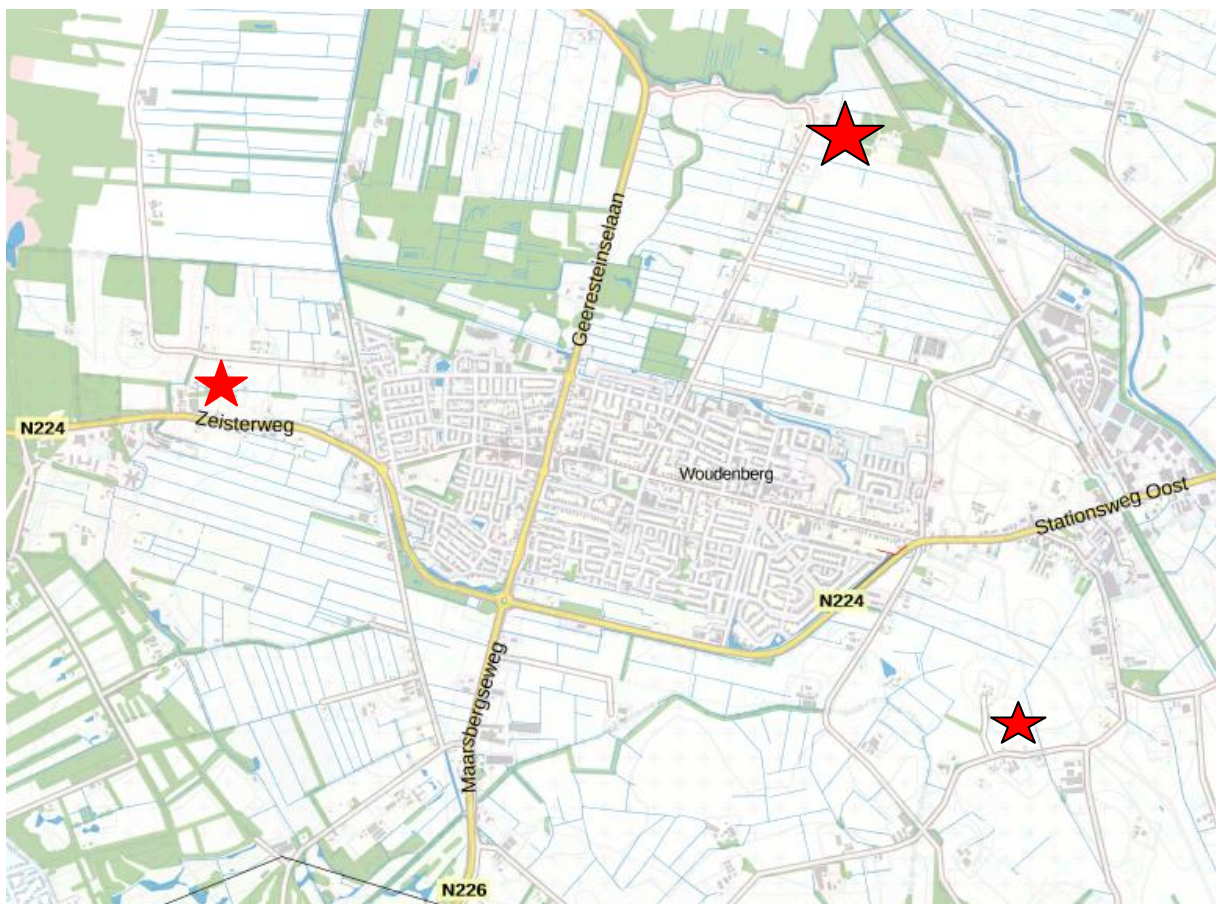 Geeresteinselaan
Zeisterweg
N224
Woudenberg
Stationsweg Oost
N224
Maarsbergseweg
N226